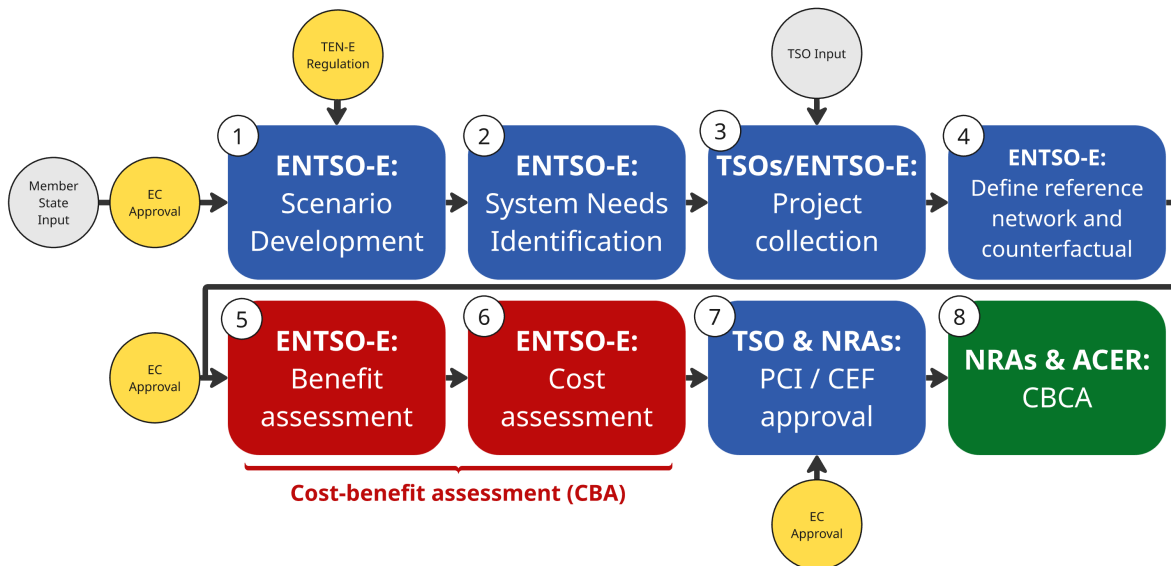 TEN-E
Regulation
TSO Input
Member
State
Input
EC
Approval
1
ENTSO-E:
Scenario
Development
2
ENTSO-E:
System Needs
Identification
3
TSOs/ENTSO-E:
Project
collection
4
ENTSO-E:
Define reference
network and
counterfactual
EC
Approval
5
ENTSO-E:
Benefit
assessment
6
ENTSO-E:
Cost
assessment
7
TSO & NRAs:
PCI / CEF
approval
8
NRAs & ACER:
CBCA
Cost-benefit assessment (CBA)
EC
Approval